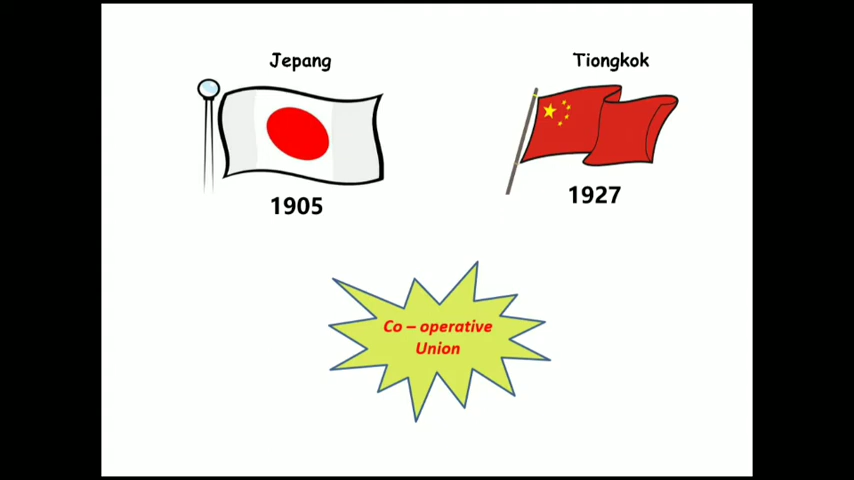 Jepang
Tiongkok
1905
1927
Co – operative
Union